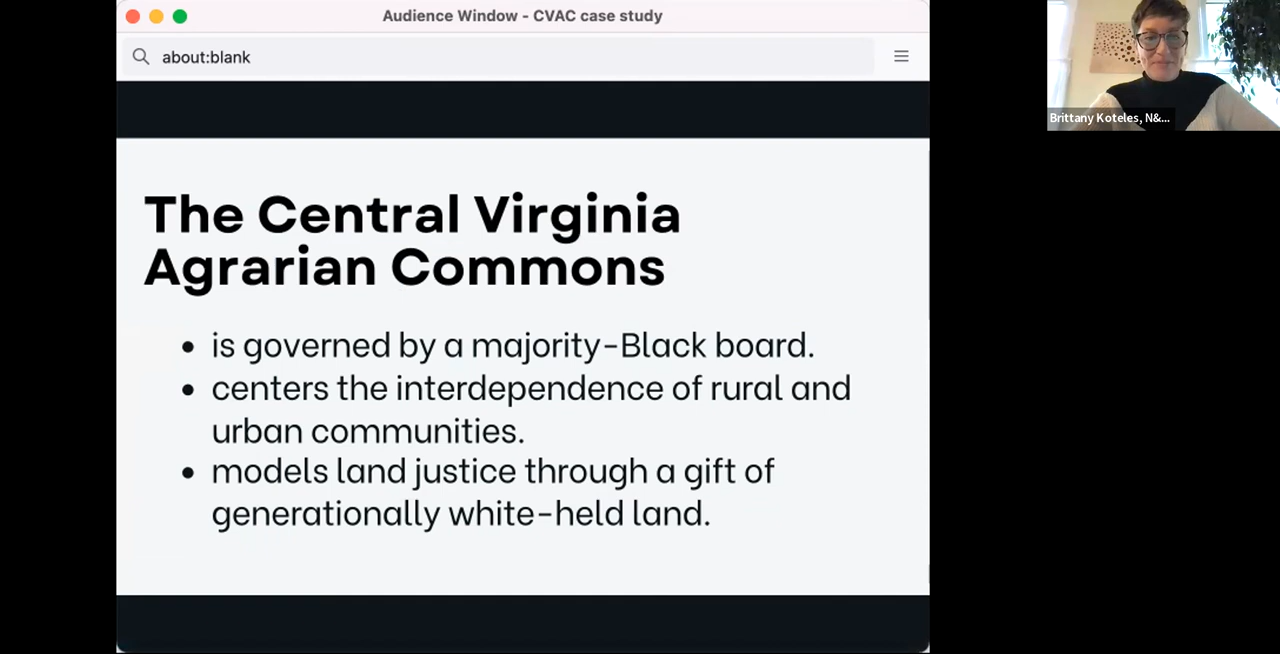 Audience Window - CVAC case study
about:blank
Brittany Koteles, N&...
The Central Virginia
Agrarian Commons
• is governed by a majority-Black board.
• centers the interdependence of rural and
urban communities.
• models land justice through a gift of
generationally white-held land.